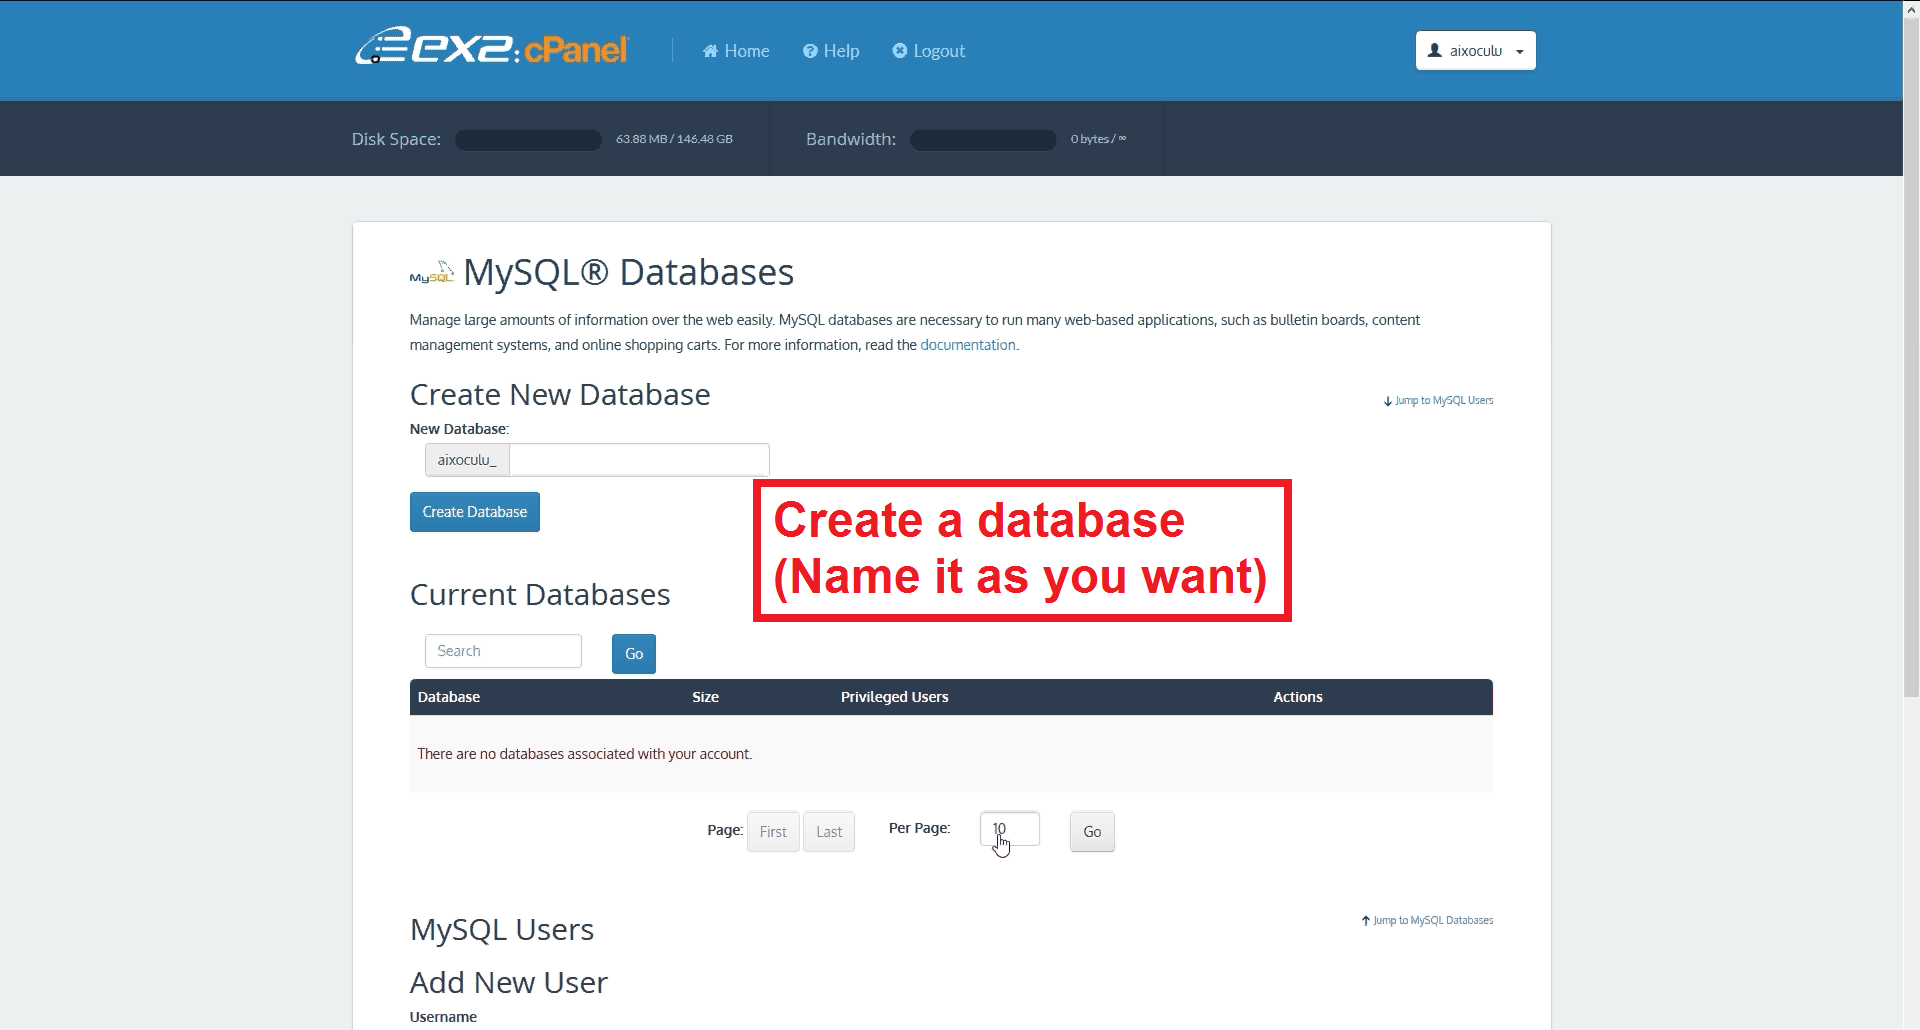 ex2:cPanel
Home
Help
Logout
aixoculu
Disk Space:
63.88 MB / 146.48 GB
Bandwidth:
0 bytes / ∞
MySQL
MySQL® Databases
Manage large amounts of information over the web easily. MySQL databases are necessary to run many web-based applications, such as bulletin boards, content
management systems, and online shopping carts. For more information, read the documentation.
Create New Database
Jump to MySQL Users
New Database:
aixoculu_
Create Database
Create a database
(Name it as you want)
Current Databases
Search
Go
Database Size Privileged Users Actions
There are no databases associated with your account.
Page: First Last Per Page: 10 Go
MySQL Users
Jump to MySQL Databases
Add New User
Username